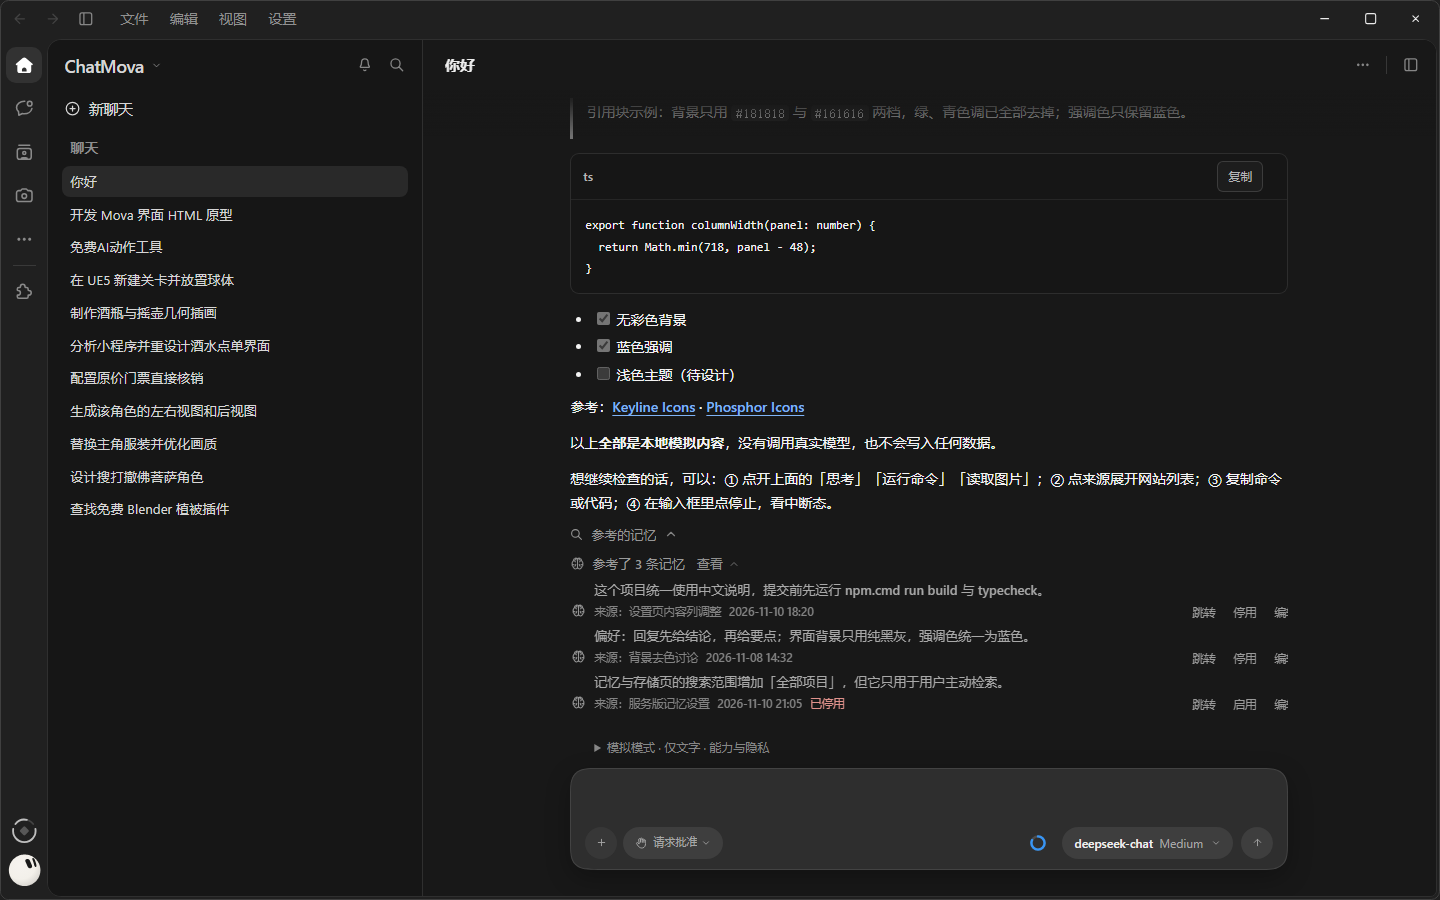 文件 编辑 视图 设置
ChatMova
新聊天
聊天
你好
开发 Mova 界面 HTML 原型
免费AI动作工具
在 UE5 新建关卡并放置球体
制作酒瓶与摇壶几何插画
分析小程序并重设计酒水点单界面
配置原价门票直接核销
生成该角色的左右视图和后视图
替换主角服装并优化画质
设计搜打撤佛菩萨角色
查找免费 Blender 植被插件
你好
引用块示例：背景只用 #181818 与 #161616 两档，绿、青色调已全部去掉；强调色只保留蓝色。
ts 复制
export function columnWidth(panel: number) {
return Math.min(718, panel - 48);
}
无彩色背景
蓝色强调
浅色主题（待设计）
参考：Keyline Icons · Phosphor Icons
以上全部是本地模拟内容，没有调用真实模型，也不会写入任何数据。
想继续检查的话，可以：① 点开上面的「思考」「运行命令」「读取图片」；② 点来源展开网站列表；③ 复制命令
或代码；④ 在输入框里点停止，看中断态。
参考的记忆
参考了 3 条记忆 查看
这个项目统一使用中文说明，提交前先运行 npm.cmd run build 与 typecheck。
来源：设置页内容列调整 2026-11-10 18:20 跳转 停用
偏好：回复先给结论，再给要点；界面背景只用纯黑灰，强调色统一为蓝色。
来源：背景去色讨论 2026-11-08 14:32 跳转 停用
记忆与存储页的搜索范围增加「全部项目」，但它只用于用户主动检索。
来源：服务版记忆设置 2026-11-10 21:05 已停用 跳转 启用
模拟模式 · 仅文字 · 能力与隐私
请求批准 deepseek-chat Medium